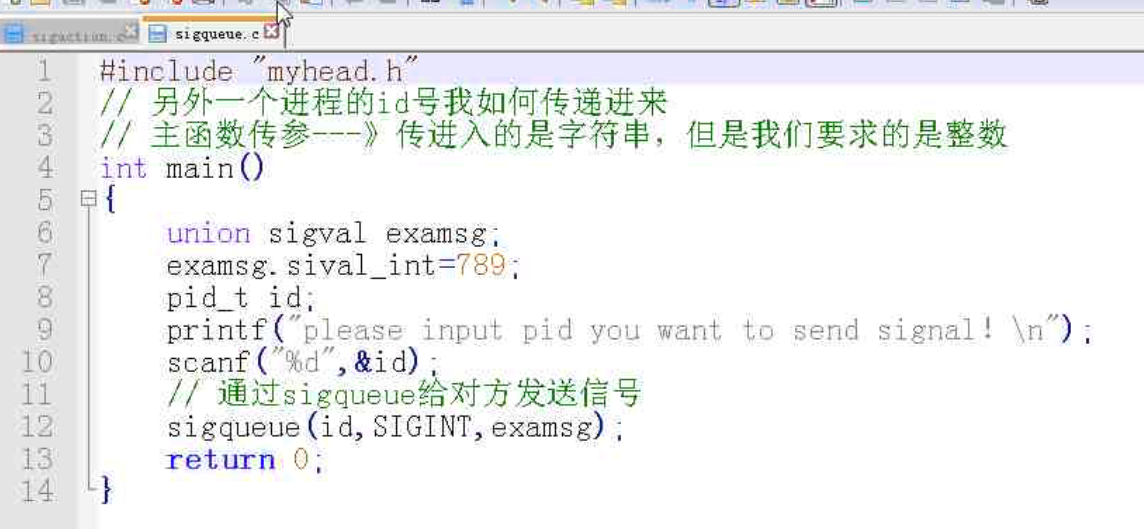 sigaction.c
sigqueue.c
1 #include "myhead.h"
2 // 另外一个进程的id号我如何传递进来
3 // 主函数传参---》传进入的是字符串，但是我们要求的是整数
4 int main()
5 {
6 union sigval examsg;
7 examsg.sival_int=789;
8 pid_t id;
9 printf("please input pid you want to send signal! \n");
10 scanf("%d",&id);
11 // 通过sigqueue给对方发送信号
12 sigqueue(id,SIGINT,examsg);
13 return 0;
14 }